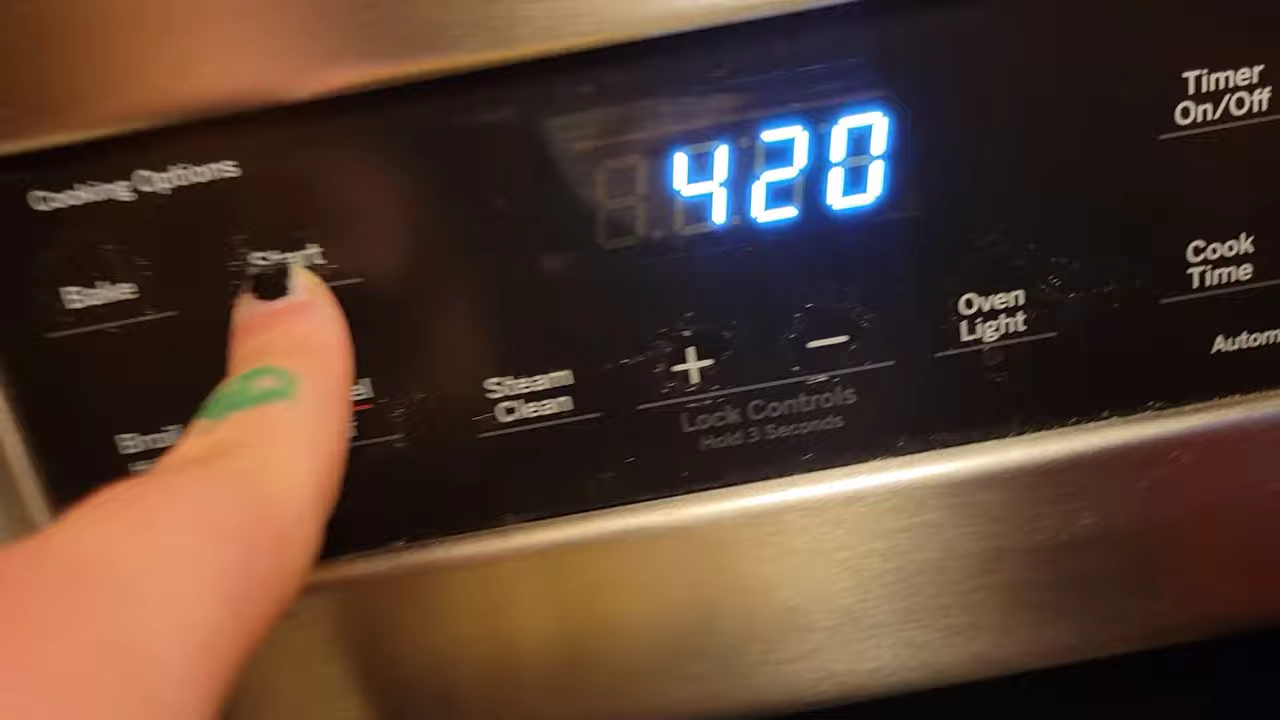 Cooking Options
Bake
Start
420
Timer
On/Off
Cook
Time
Oven
Light
Steam
Clean
+
−
Lock Controls
Hold 3 Seconds